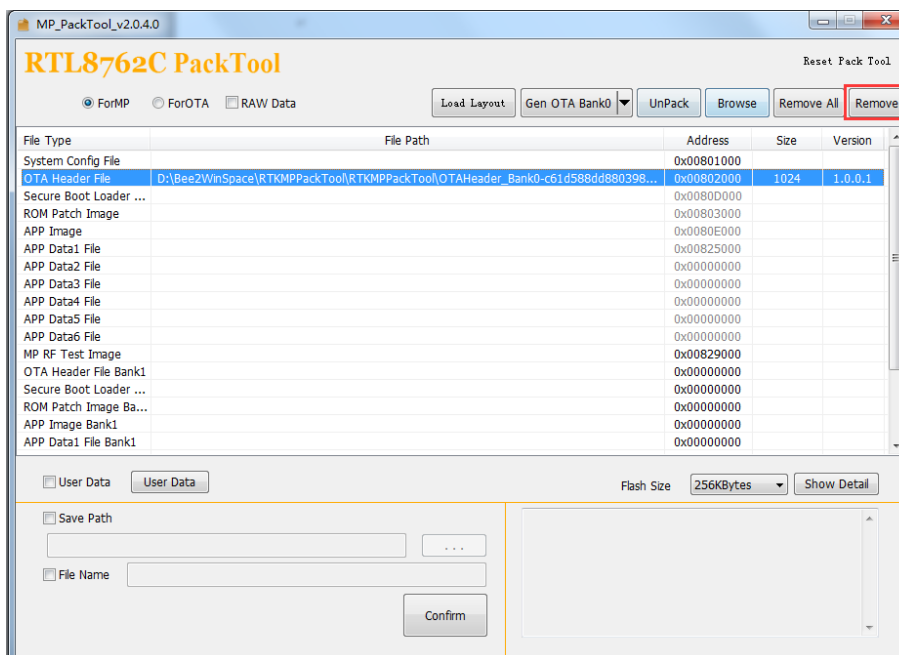 MP_PackTool_v2.0.4.0
RTL8762C PackTool
Reset Pack Tool
ForMP ForOTA RAW Data Load Layout Gen OTA Bank0 UnPack Browse Remove All Remove
File Type File Path Address Size Version
System Config File 0x00801000
OTA Header File D:\Bee2WinSpace\RTKMPPackTool\RTKMPPackTool\OTAHeader_Bank0-c61d588dd880398... 0x00802000 1024 1.0.0.1
Secure Boot Loader ... 0x0080D000
ROM Patch Image 0x00803000
APP Image 0x0080E000
APP Data1 File 0x00825000
APP Data2 File 0x00000000
APP Data3 File 0x00000000
APP Data4 File 0x00000000
APP Data5 File 0x00000000
APP Data6 File 0x00000000
MP RF Test Image 0x00829000
OTA Header File Bank1 0x00000000
Secure Boot Loader ... 0x00000000
ROM Patch Image Ba... 0x00000000
APP Image Bank1 0x00000000
APP Data1 File Bank1 0x00000000
User Data User Data Flash Size 256KBytes Show Detail
Save Path
...
File Name
Confirm